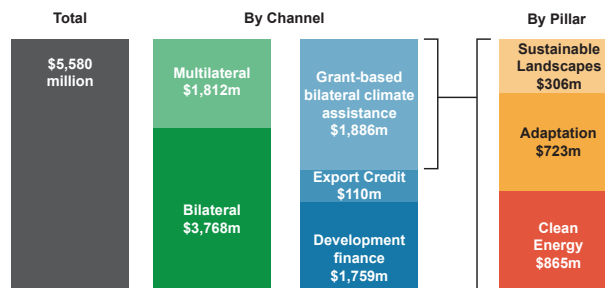 Total
By Channel
By Pillar
$5,580
million
Multilateral
$1,812m
Bilateral
$3,768m
Grant-based
bilateral climate
assistance
$1,886m
Export Credit
$110m
Development
finance
$1,759m
Sustainable
Landscapes
$306m
Adaptation
$723m
Clean
Energy
$865m